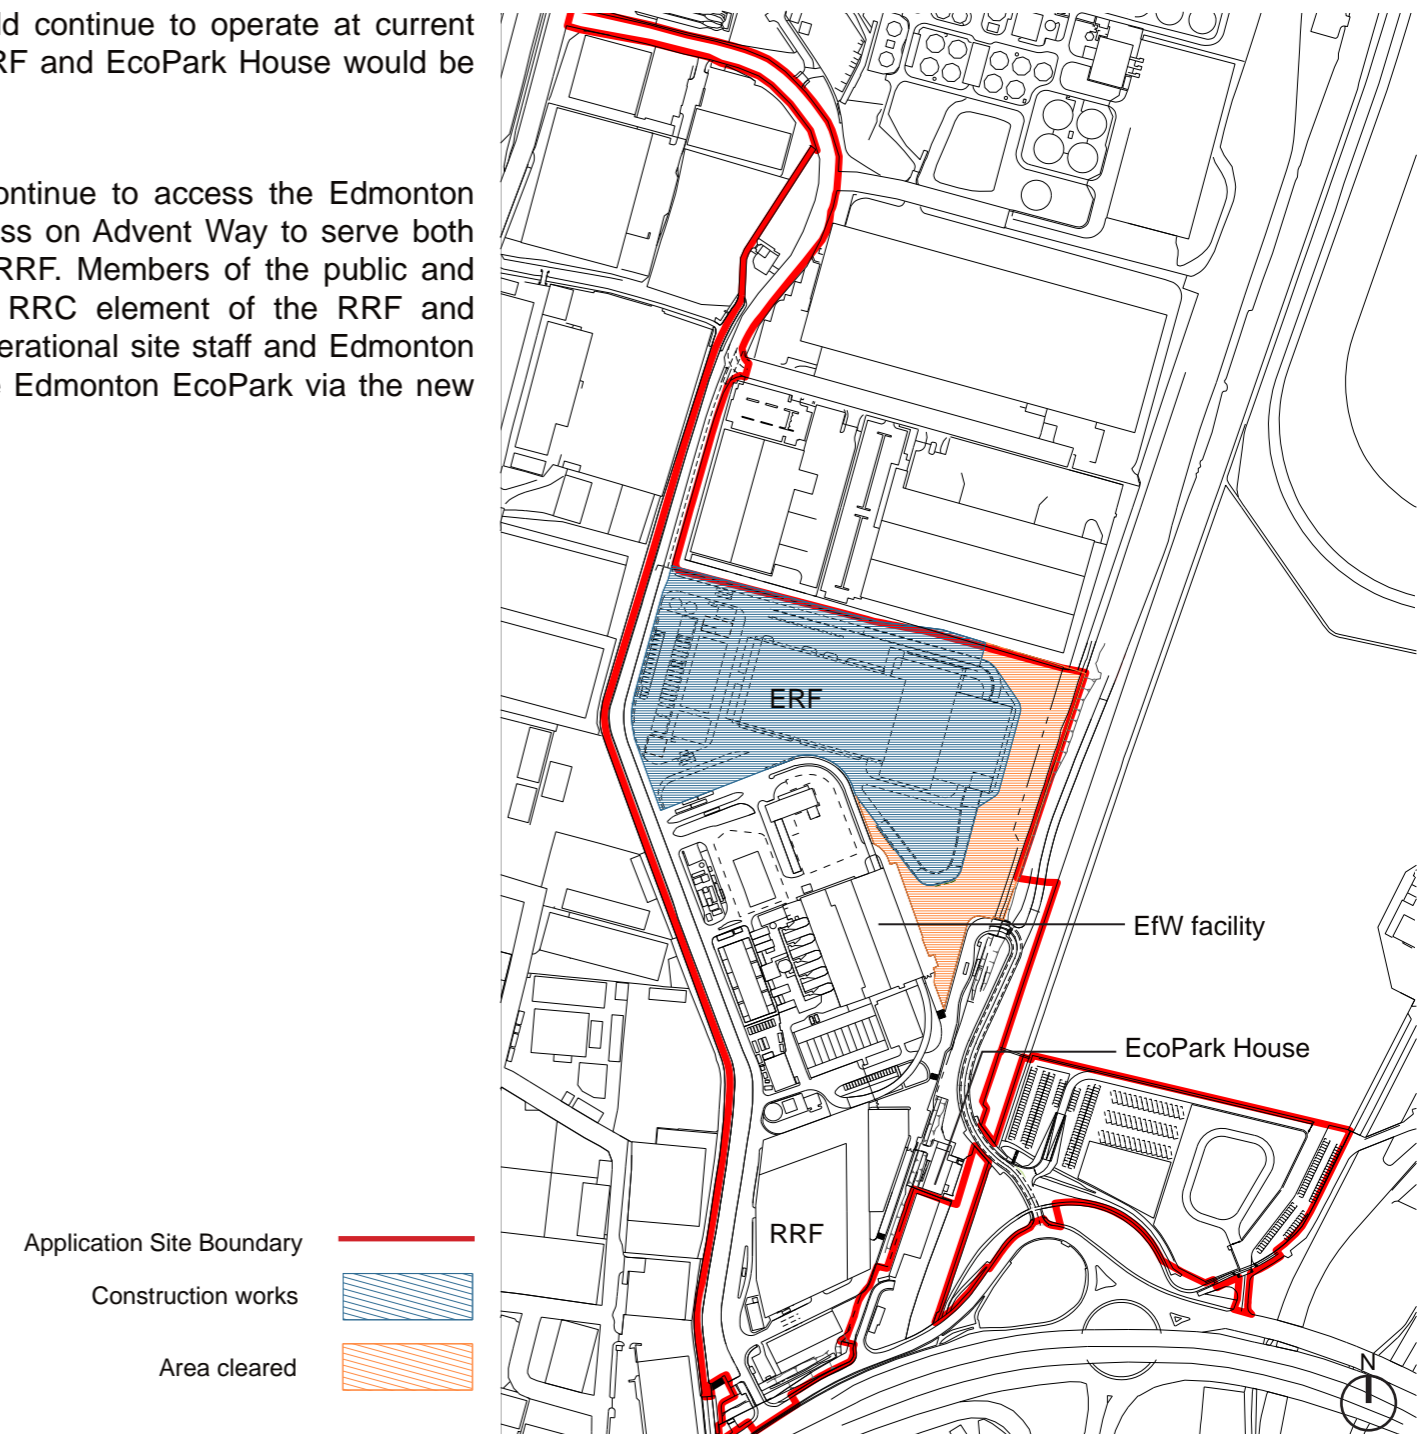 ld continue to operate at current
RF and EcoPark House would be
ontinue to access the Edmonton
ss on Advent Way to serve both
RRF. Members of the public and
RRC element of the RRF and
erational site staff and Edmonton
e Edmonton EcoPark via the new
ERF
EfW facility
EcoPark House
RRF
Application Site Boundary
Construction works
Area cleared
N